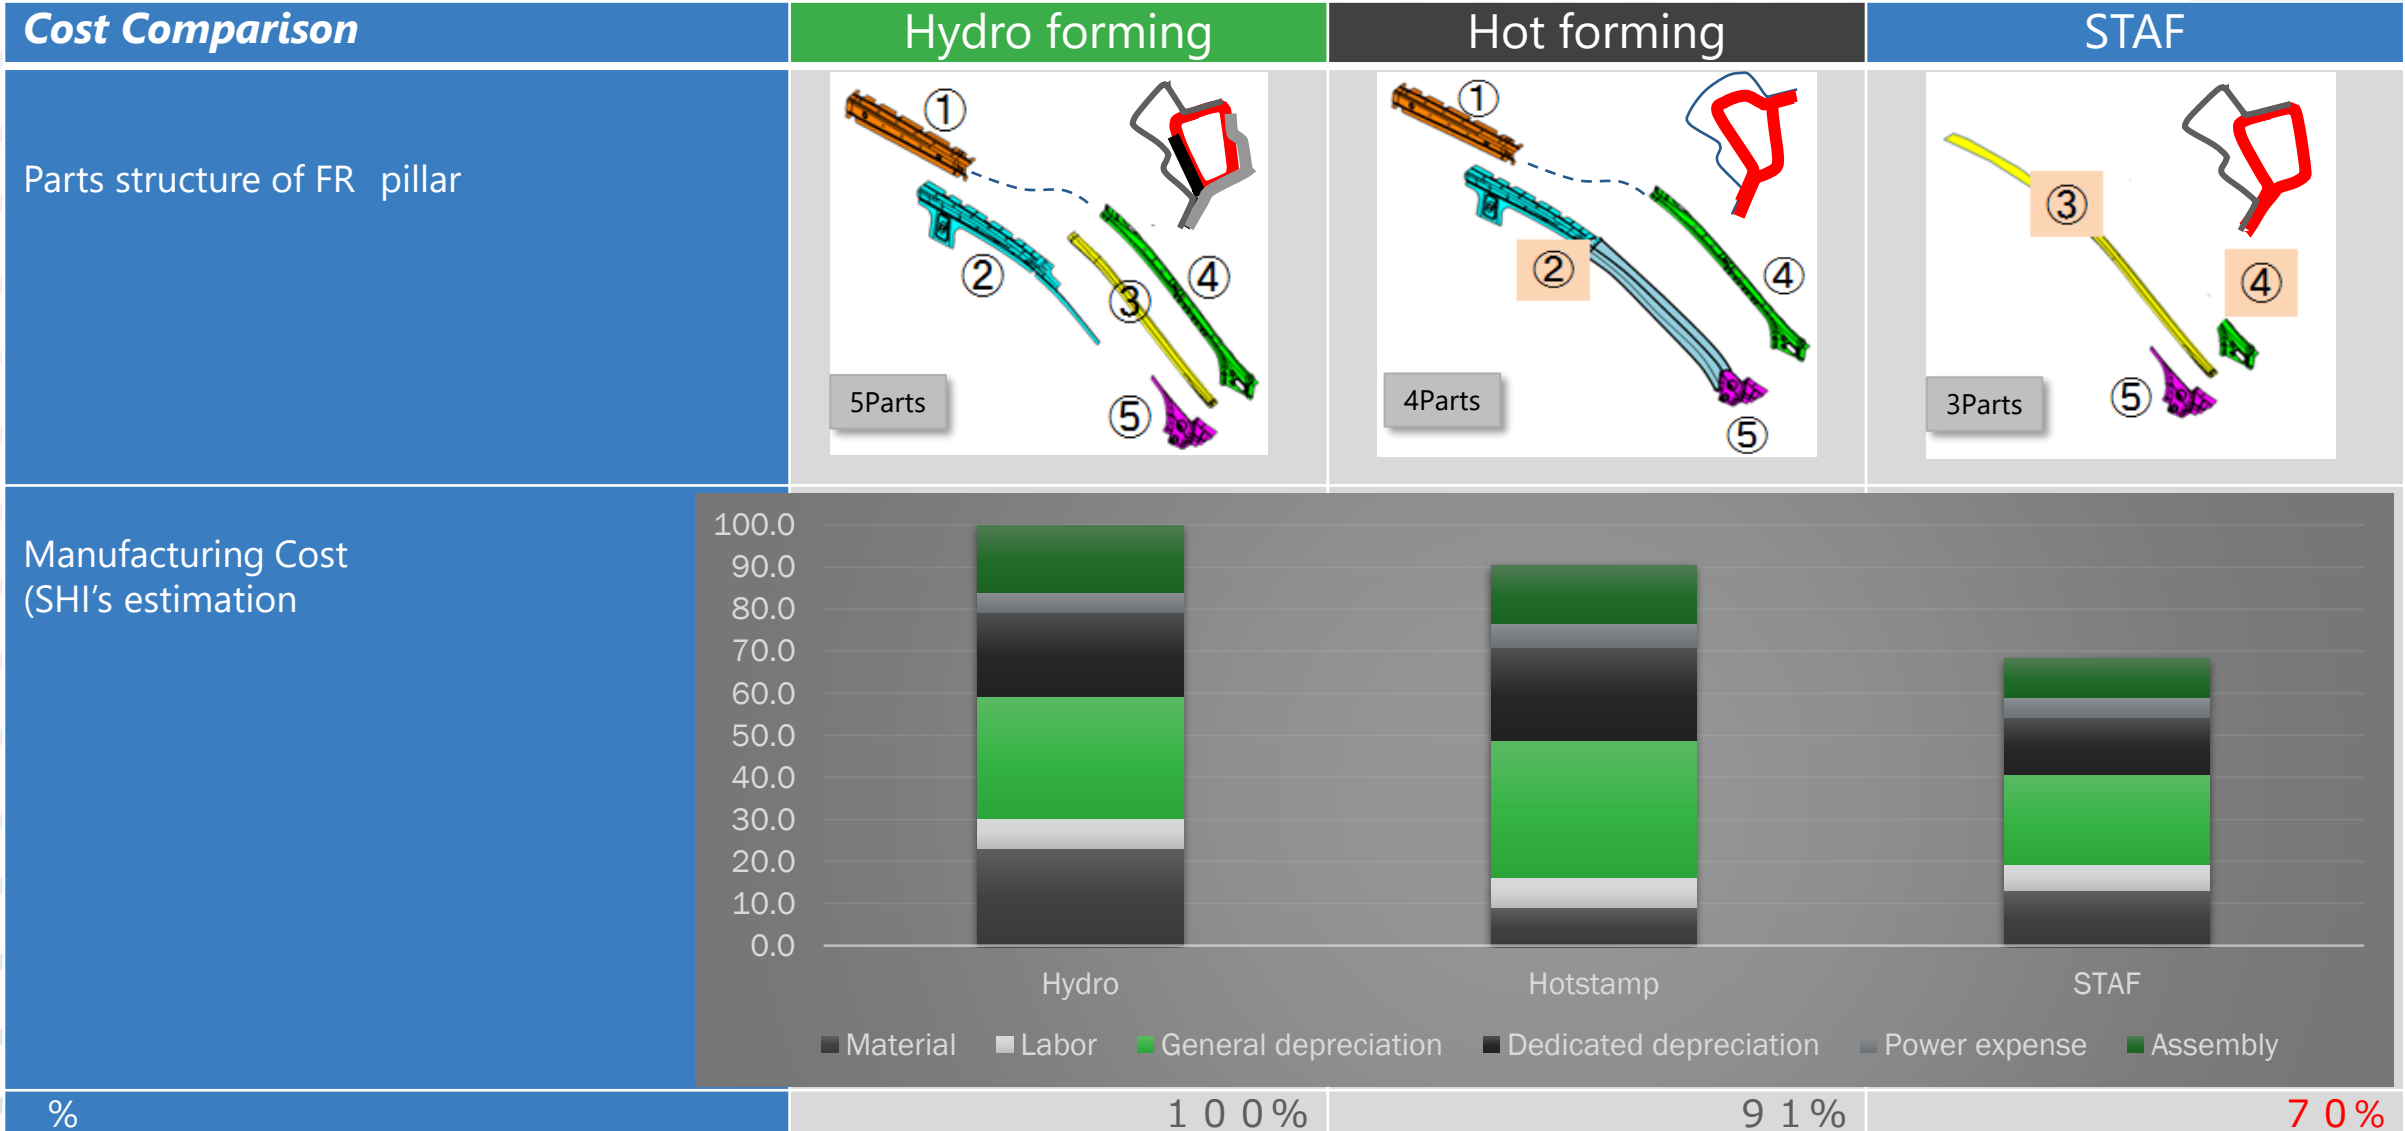 Cost Comparison
Hydro forming
Hot forming
STAF
Parts structure of FR pillar
①
②
③
④
⑤
5Parts
①
②
④
⑤
4Parts
③
④
⑤
3Parts
Manufacturing Cost
(SHI's estimation
100.0
90.0
80.0
70.0
60.0
50.0
40.0
30.0
20.0
10.0
0.0
Hydro
Hotstamp
STAF
Material
Labor
General depreciation
Dedicated depreciation
Power expense
Assembly
%
100%
91%
70%